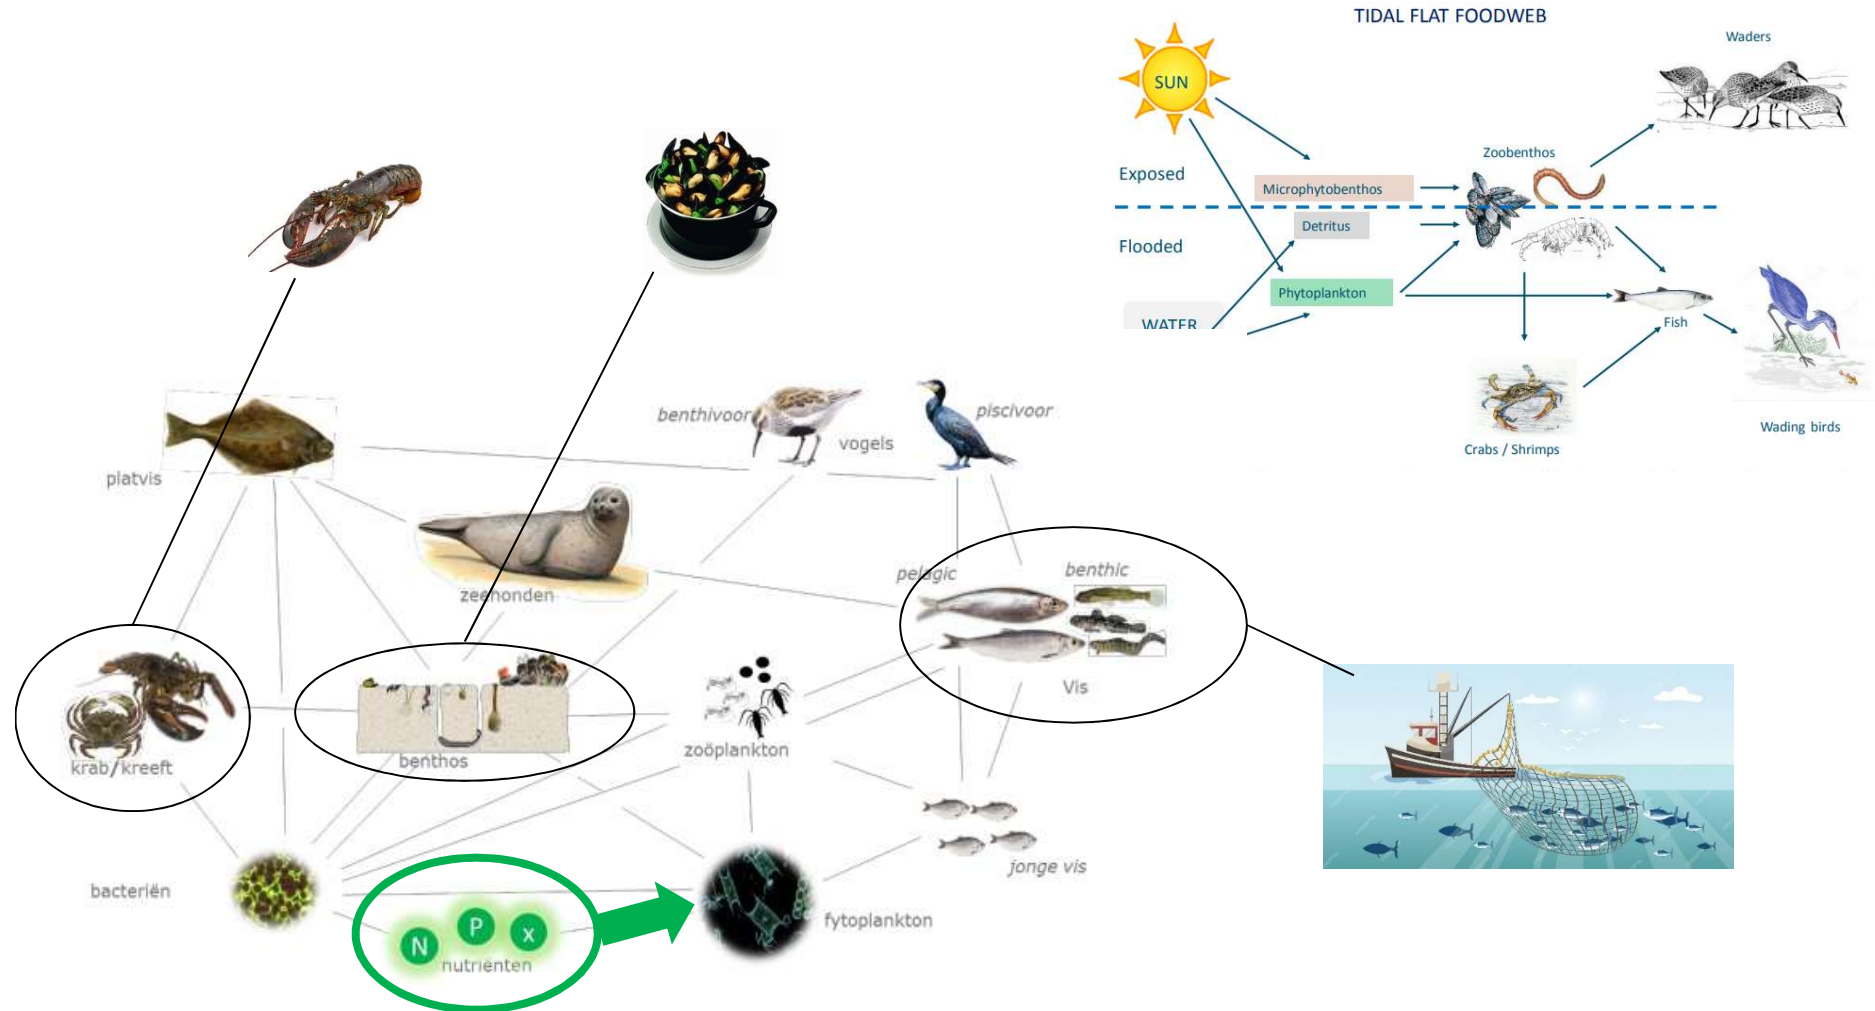 TIDAL FLAT FOODWEB
Waders
SUN
Zoobenthos
Exposed
Microphytobenthos
Detritus
Flooded
Phytoplankton
WATER
Fish
Crabs / Shrimps
Wading birds
benthivoor
piscivoor
vogels
platvis
pelagic
benthic
zeehonden
Vis
zoöplankton
benthos
krab/kreeft
jonge vis
bacteriën
fytoplankton
N
P
x
nutriënten